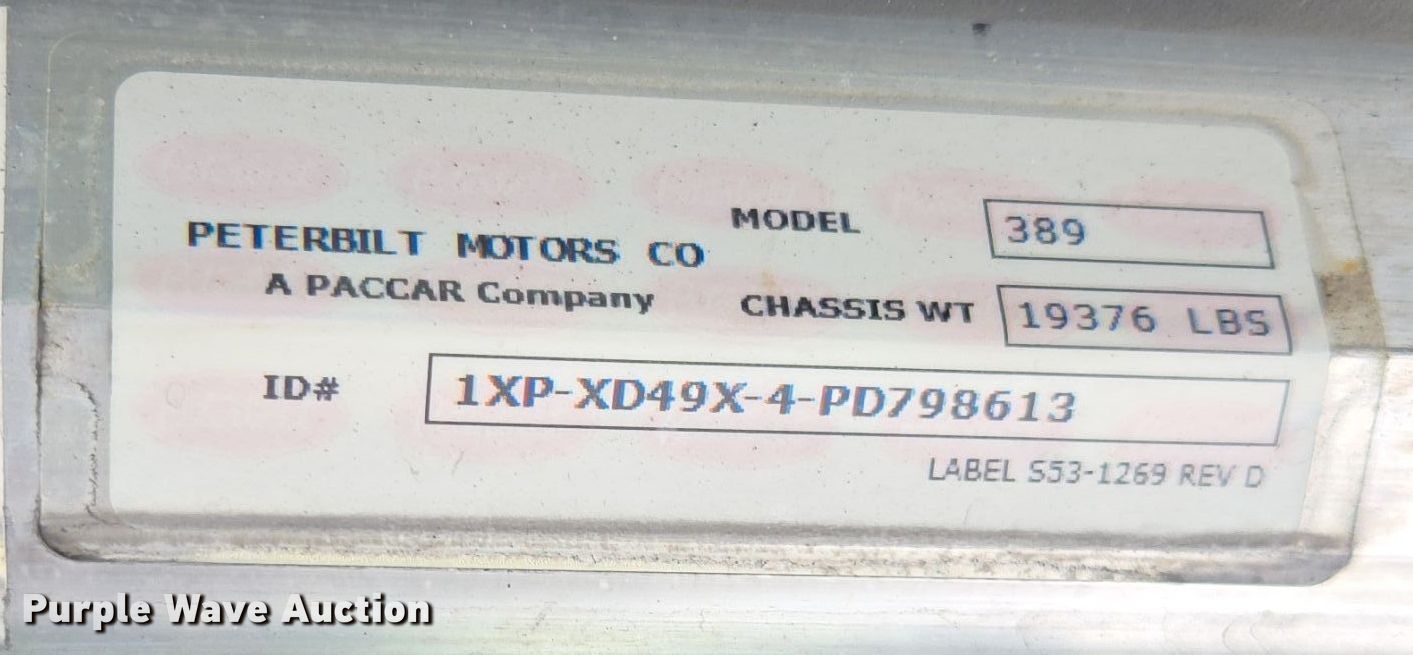 PETERBILT MOTORS CO
A PACCAR Company
MODEL 389
CHASSIS WT 19376 LBS
ID# 1XP-XD49X-4-PD798613
LABEL S53-1269 REV D
Purple Wave Auction